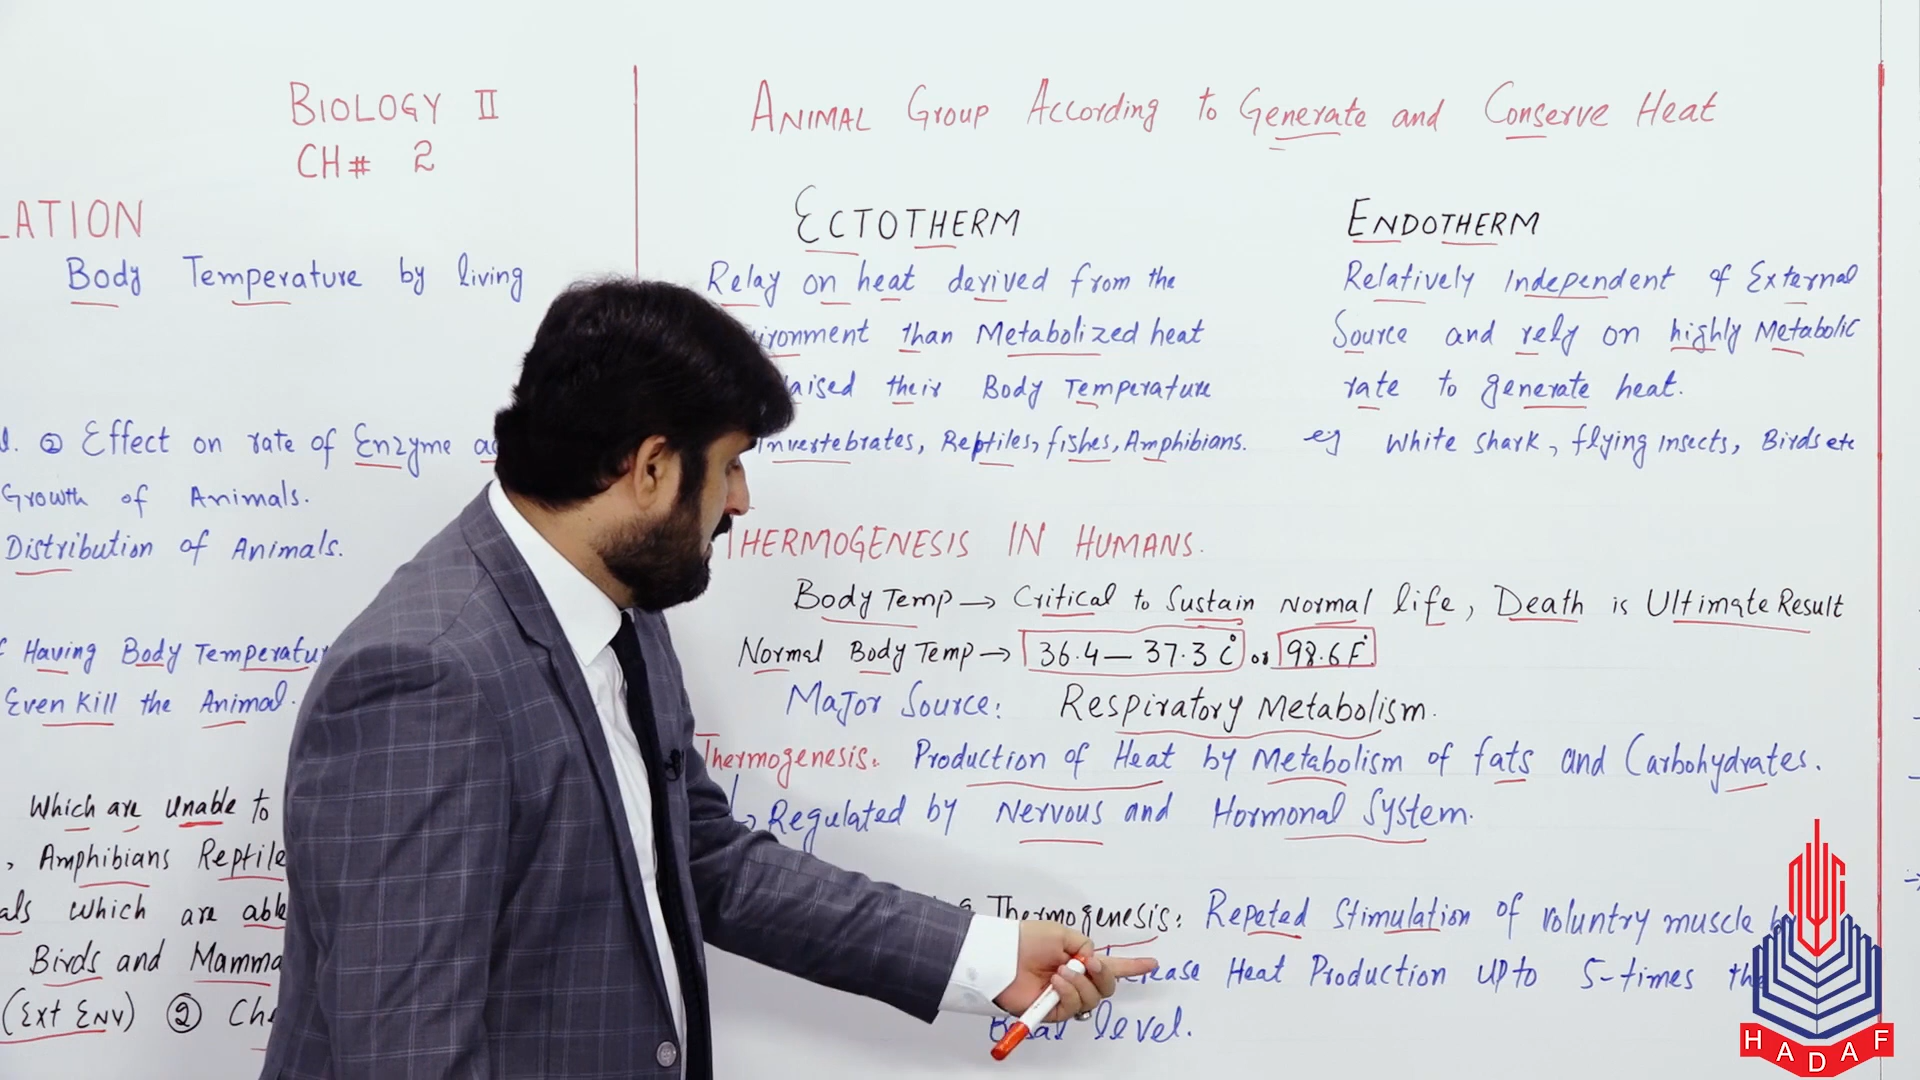 BIOLOGY II
CH# 2
LATION
Body Temperature by living
. ② Effect on rate of Enzyme
Growth of Animals.
Distribution of Animals.
Having Body Temperatu
Even Kill the Animal.
Which are unable to
, Amphibians Reptile
als which are able
Birds and Mamma
(Ext Env) ② Che
ANIMAL Group According to Generate and Conserve Heat
ECTOTHERM
Relay on heat derived from the
ironment than Metabolized heat
aised their Body Temperature
Invertebrates, Reptiles, fishes, Amphibians.
ENDOTHERM
Relatively Independent of External
Source and rely on highly Metabolic
rate to generate heat.
eg White shark, flying insects, Birds etc
THERMOGENESIS IN HUMANS.
Body Temp → Critical to Sustain Normal life, Death is Ultimate Result
Normal Body Temp → 36.4 — 37.3 C° or 98.6 F°
Major Source: Respiratory Metabolism.
Thermogenesis: Production of Heat by Metabolism of fats and Carbohydrates.
↳ Regulated by Nervous and Hormonal System.
Thermogenesis: Repeted Stimulation of voluntry muscle
rease Heat Production upto 5-times
Basal level.
HADAF